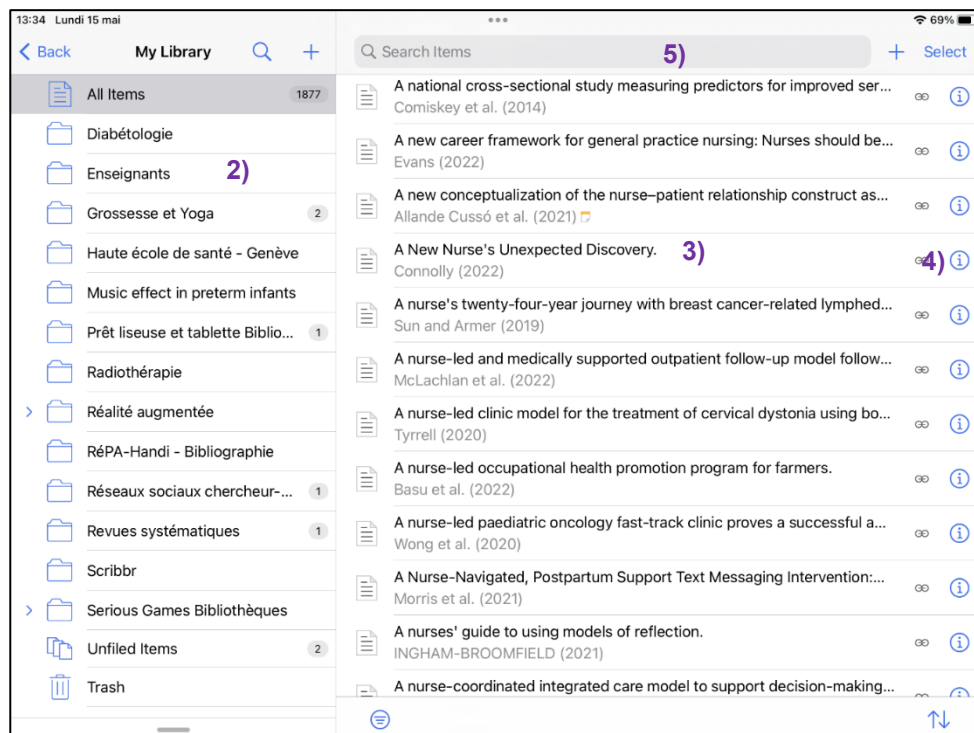 13:34 Lundi 15 mai
69%
Back
My Library
All Items 1877
Diabétologie
Enseignants
2)
Grossesse et Yoga 2
Haute école de santé - Genève
Music effect in preterm infants
Prêt liseuse et tablette Biblio... 1
Radiothérapie
Réalité augmentée
RéPA-Handi - Bibliographie
Réseaux sociaux chercheur-... 1
Revues systématiques 1
Scribbr
Serious Games Bibliothèques
Unfiled Items 2
Trash
Search Items
5)
Select
A national cross-sectional study measuring predictors for improved ser...
Comiskey et al. (2014)
A new career framework for general practice nursing: Nurses should be...
Evans (2022)
A new conceptualization of the nurse–patient relationship construct as...
Allande Cussó et al. (2021)
A New Nurse's Unexpected Discovery.
3)
4)
Connolly (2022)
A nurse's twenty-four-year journey with breast cancer-related lymphed...
Sun and Armer (2019)
A nurse-led and medically supported outpatient follow-up model follow...
McLachlan et al. (2022)
A nurse-led clinic model for the treatment of cervical dystonia using bo...
Tyrrell (2020)
A nurse-led occupational health promotion program for farmers.
Basu et al. (2022)
A nurse-led paediatric oncology fast-track clinic proves a successful a...
Wong et al. (2020)
A Nurse-Navigated, Postpartum Support Text Messaging Intervention:...
Morris et al. (2021)
A nurses' guide to using models of reflection.
INGHAM-BROOMFIELD (2021)
A nurse-coordinated integrated care model to support decision-making...